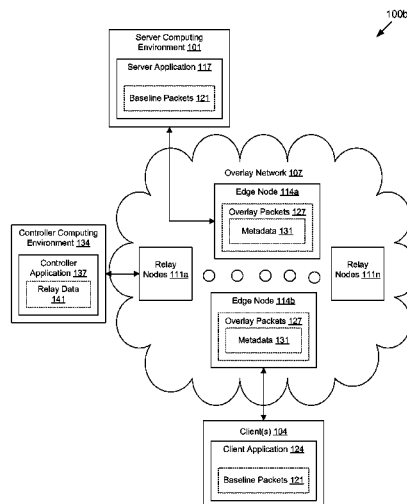 100b
Server Computing
Environment 101
Server Application 117
Baseline Packets 121
Overlay Network 107
Edge Node 114a
Overlay Packets 127
Metadata 131
Controller Computing
Environment 134
Controller
Application 137
Relay Data
141
Relay
Nodes 111a
Relay
Nodes 111n
Edge Node 114b
Overlay Packets 127
Metadata 131
Client(s) 104
Client Application 124
Baseline Packets 121